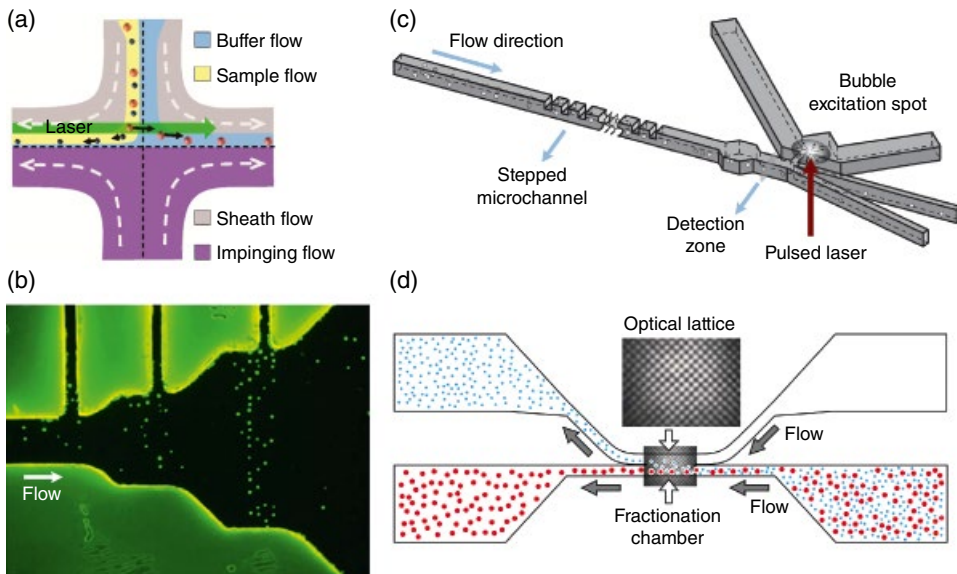 (a)
Buffer flow
Sample flow
Laser
Sheath flow
Impinging flow
(b)
Flow
(c)
Flow direction
Stepped
microchannel
Bubble
excitation spot
Detection
zone
Pulsed laser
(d)
Optical lattice
Flow
Flow
Fractionation
chamber